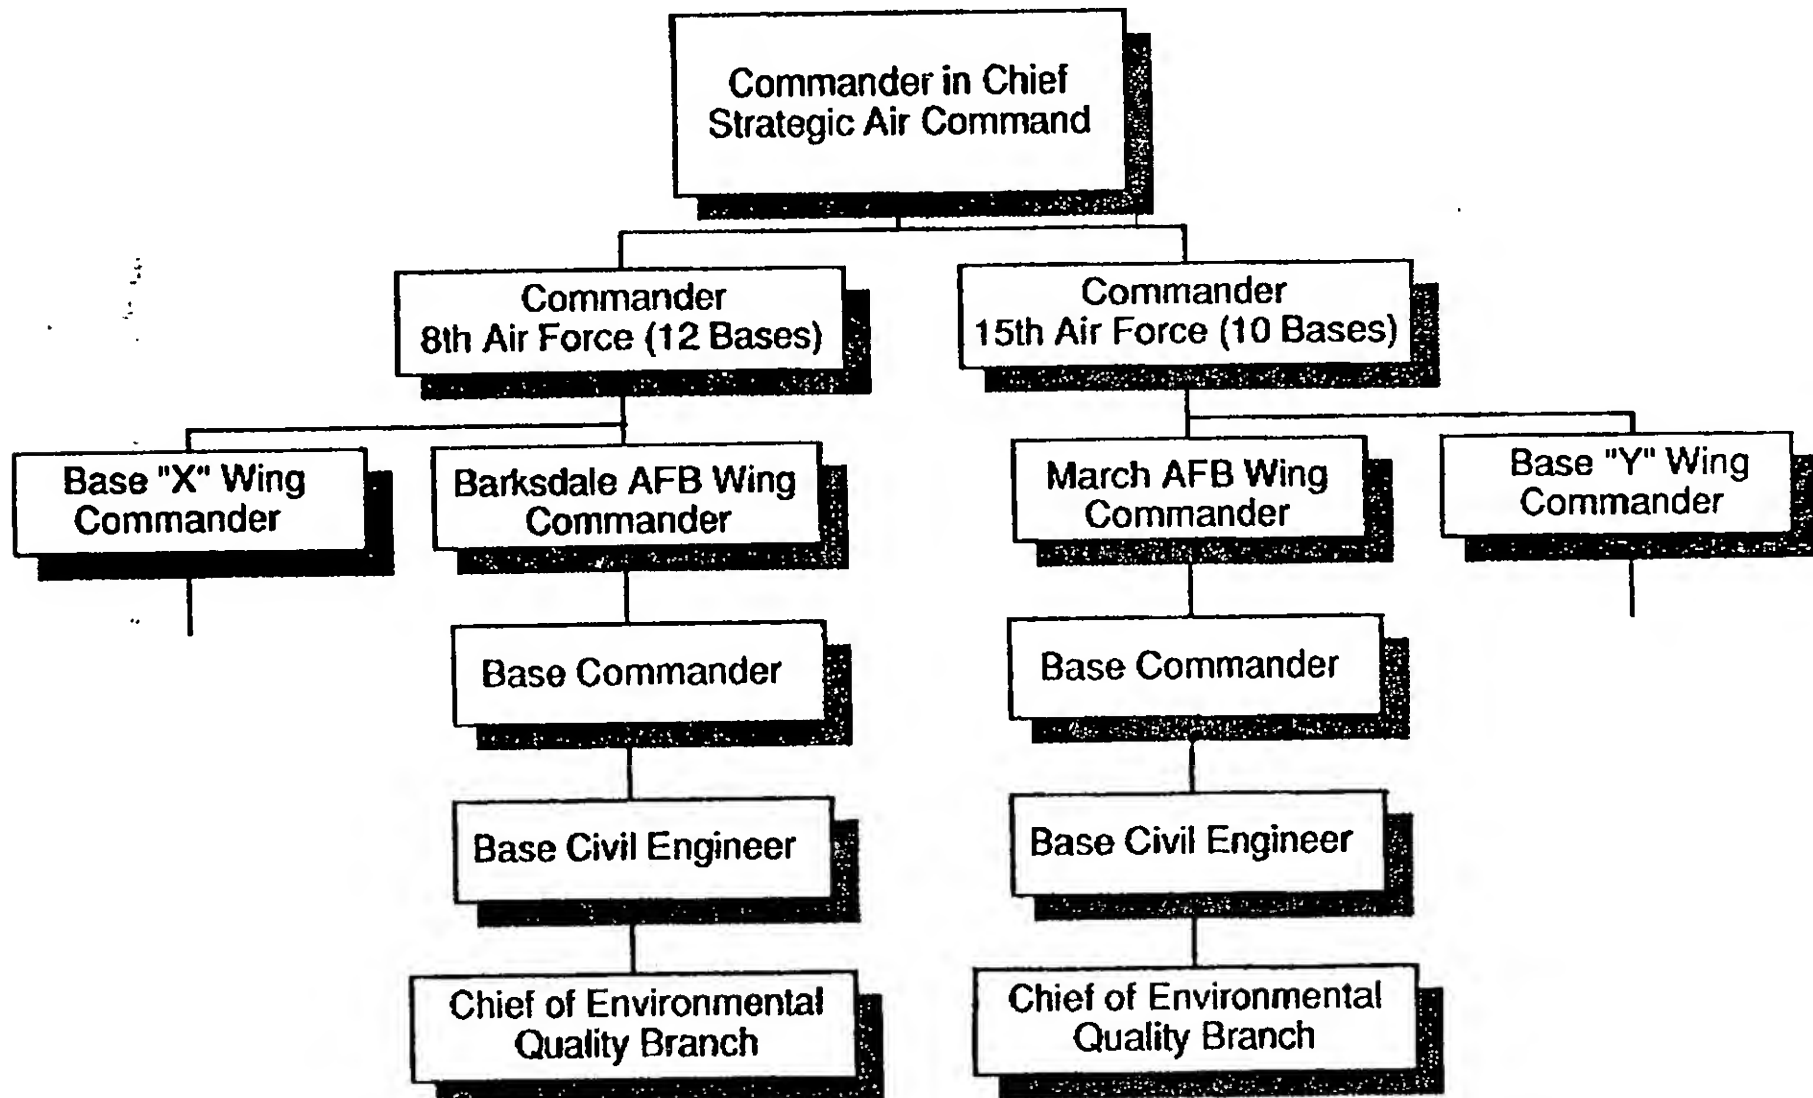 Commander in Chief
Strategic Air Command
Commander
8th Air Force (12 Bases)
Commander
15th Air Force (10 Bases)
Base "X" Wing
Commander
Barksdale AFB Wing
Commander
March AFB Wing
Commander
Base "Y" Wing
Commander
Base Commander
Base Commander
Base Civil Engineer
Base Civil Engineer
Chief of Environmental
Quality Branch
Chief of Environmental
Quality Branch